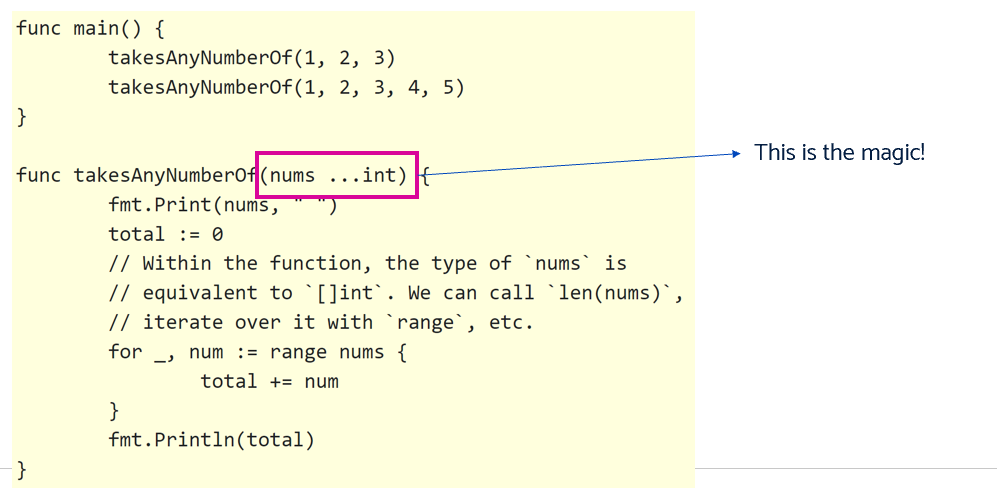 func main() {
        takesAnyNumberOf(1, 2, 3)
        takesAnyNumberOf(1, 2, 3, 4, 5)
}
func takesAnyNumberOf(nums ...int) {
This is the magic!
        fmt.Print(nums, " ")
        total := 0
        // Within the function, the type of `nums` is
        // equivalent to `[]int`. We can call `len(nums)`,
        // iterate over it with `range`, etc.
        for _, num := range nums {
                total += num
        }
        fmt.Println(total)
}